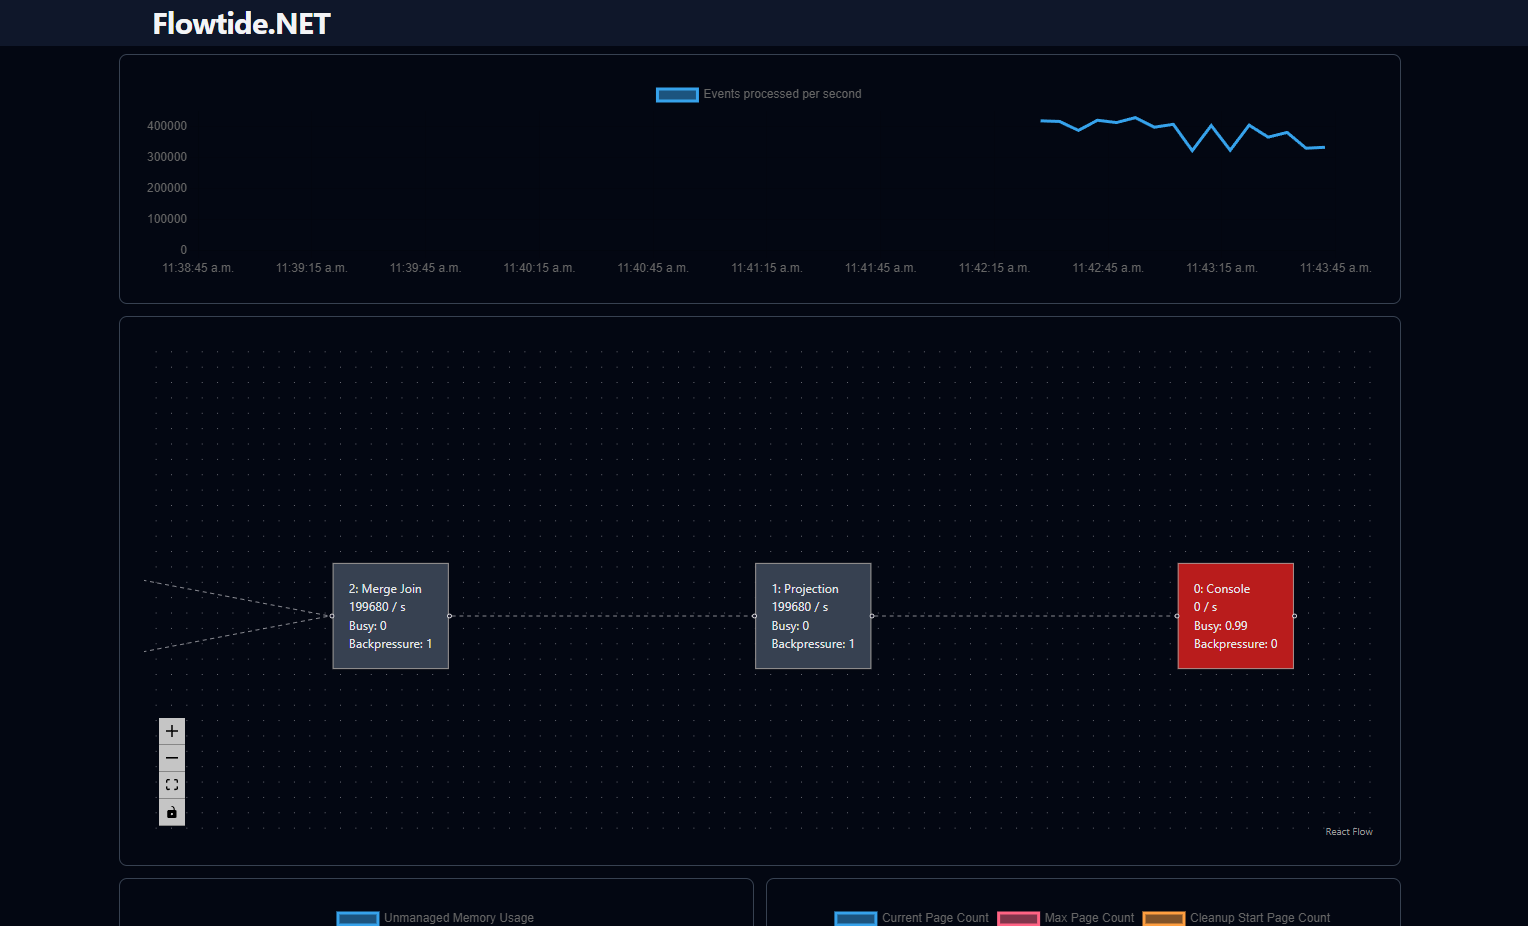 Flowtide.NET
Events processed per second
400000
300000
200000
100000
0
11:38:45 a.m. 11:39:15 a.m. 11:39:45 a.m. 11:40:15 a.m. 11:40:45 a.m. 11:41:15 a.m. 11:41:45 a.m. 11:42:15 a.m. 11:42:45 a.m. 11:43:15 a.m. 11:43:45 a.m.
2: Merge Join
199680 / s
Busy: 0
Backpressure: 1
1: Projection
199680 / s
Busy: 0
Backpressure: 1
0: Console
0 / s
Busy: 0.99
Backpressure: 0
React Flow
Unmanaged Memory Usage
Current Page Count Max Page Count Cleanup Start Page Count